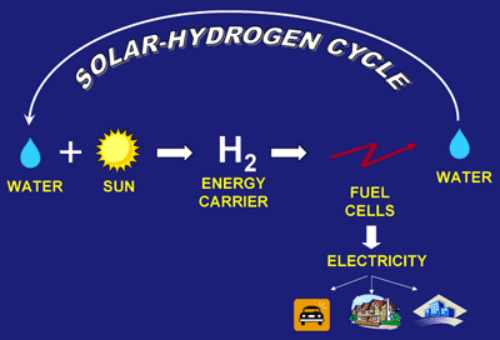 SOLAR-HYDROGEN CYCLE
+
H2
WATER
SUN
ENERGY
CARRIER
FUEL
CELLS
WATER
ELECTRICITY